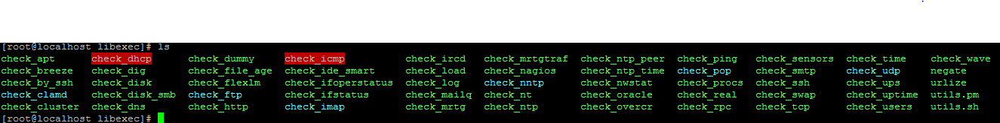 [root@localhost libexec]# ls
check_apt check_dhcp check_dummy check_icmp check_ircd check_mrtgtraf check_ntp_peer check_ping check_sensors check_time check_wave
check_breeze check_dig check_file_age check_ide_smart check_load check_nagios check_ntp_time check_pop check_smtp check_udp negate
check_by_ssh check_disk check_flexlm check_ifoperstatus check_log check_nntp check_nwstat check_procs check_ssh check_ups urlize
check_clamd check_disk_smb check_ftp check_ifstatus check_mailq check_nt check_oracle check_real check_swap check_uptime utils.pm
check_cluster check_dns check_http check_imap check_mrtg check_ntp check_overcr check_rpc check_tcp check_users utils.sh
[root@localhost libexec]#